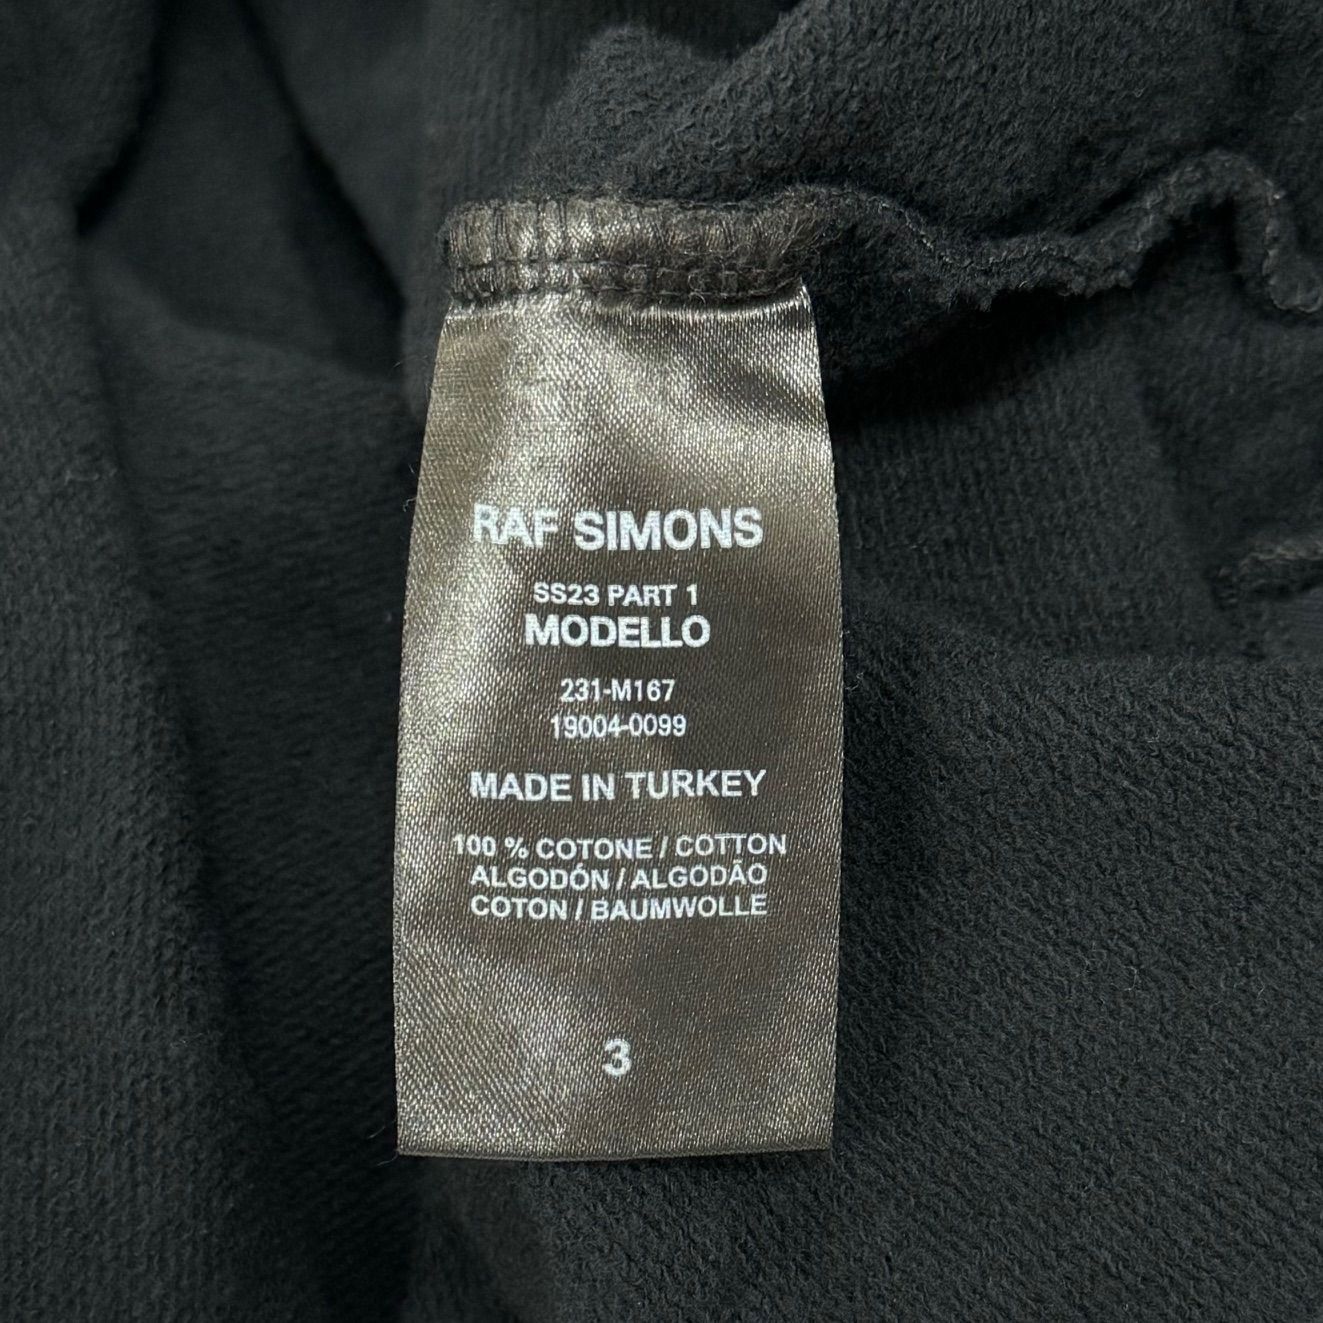 RAF SIMONS
SS23 PART 1
MODELLO
231-M167
19004-0099
MADE IN TURKEY
100 % COTONE / COTTON
ALGODÓN / ALGODÃO
COTON / BAUMWOLLE
3